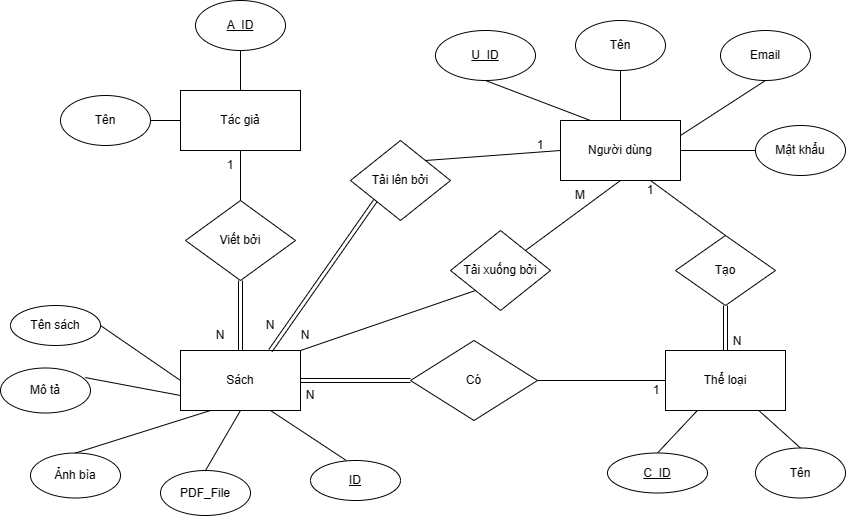 A_ID
U_ID
Tên
Email
Tên
Tác giả
Người dùng
Mật khẩu
1
1
Tải lên bởi
M
1
Viết bởi
Tải xuống bởi
Tạo
N
N
N
N
Tên sách
Sách
Có
Thể loại
N
1
Mô tả
Ảnh bìa
PDF_File
ID
C_ID
Tên